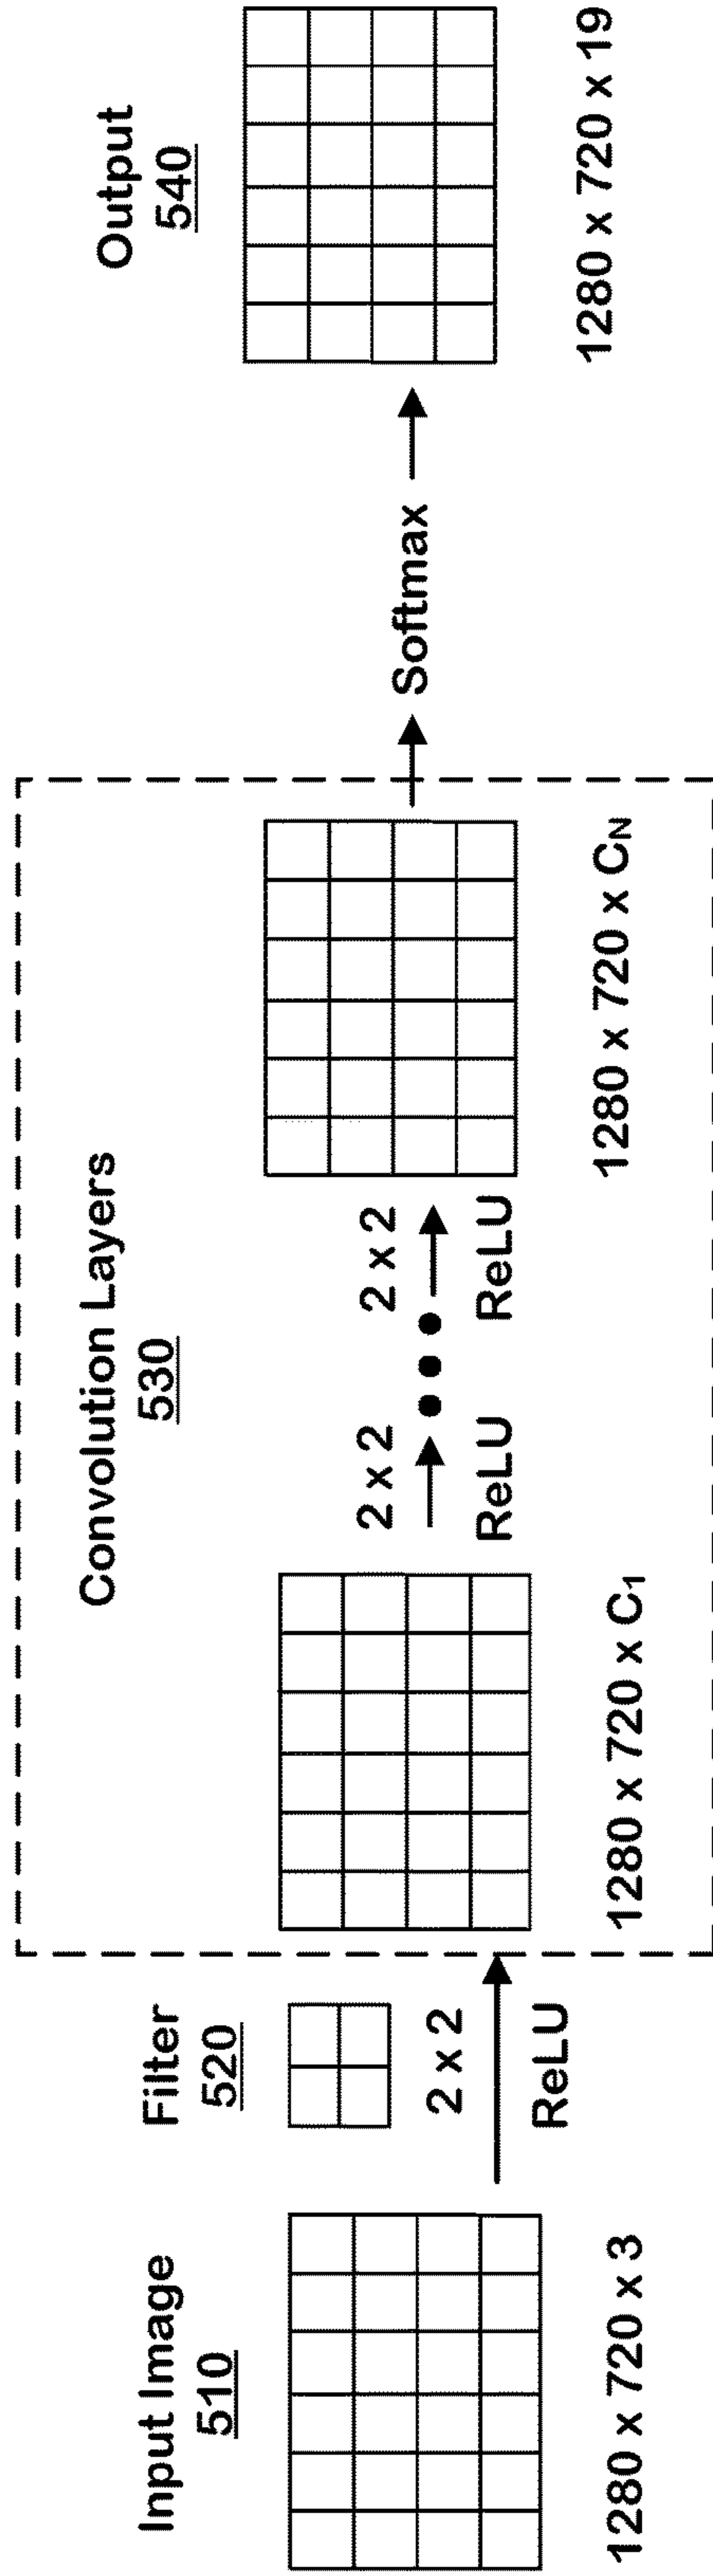 Input Image
510
1280 x 720 x 3
Filter
520
2 x 2
ReLU
Convolution Layers
530
1280 x 720 x C₁
2 x 2
ReLU
2 x 2
ReLU
1280 x 720 x Cɴ
Softmax
Output
540
1280 x 720 x 19